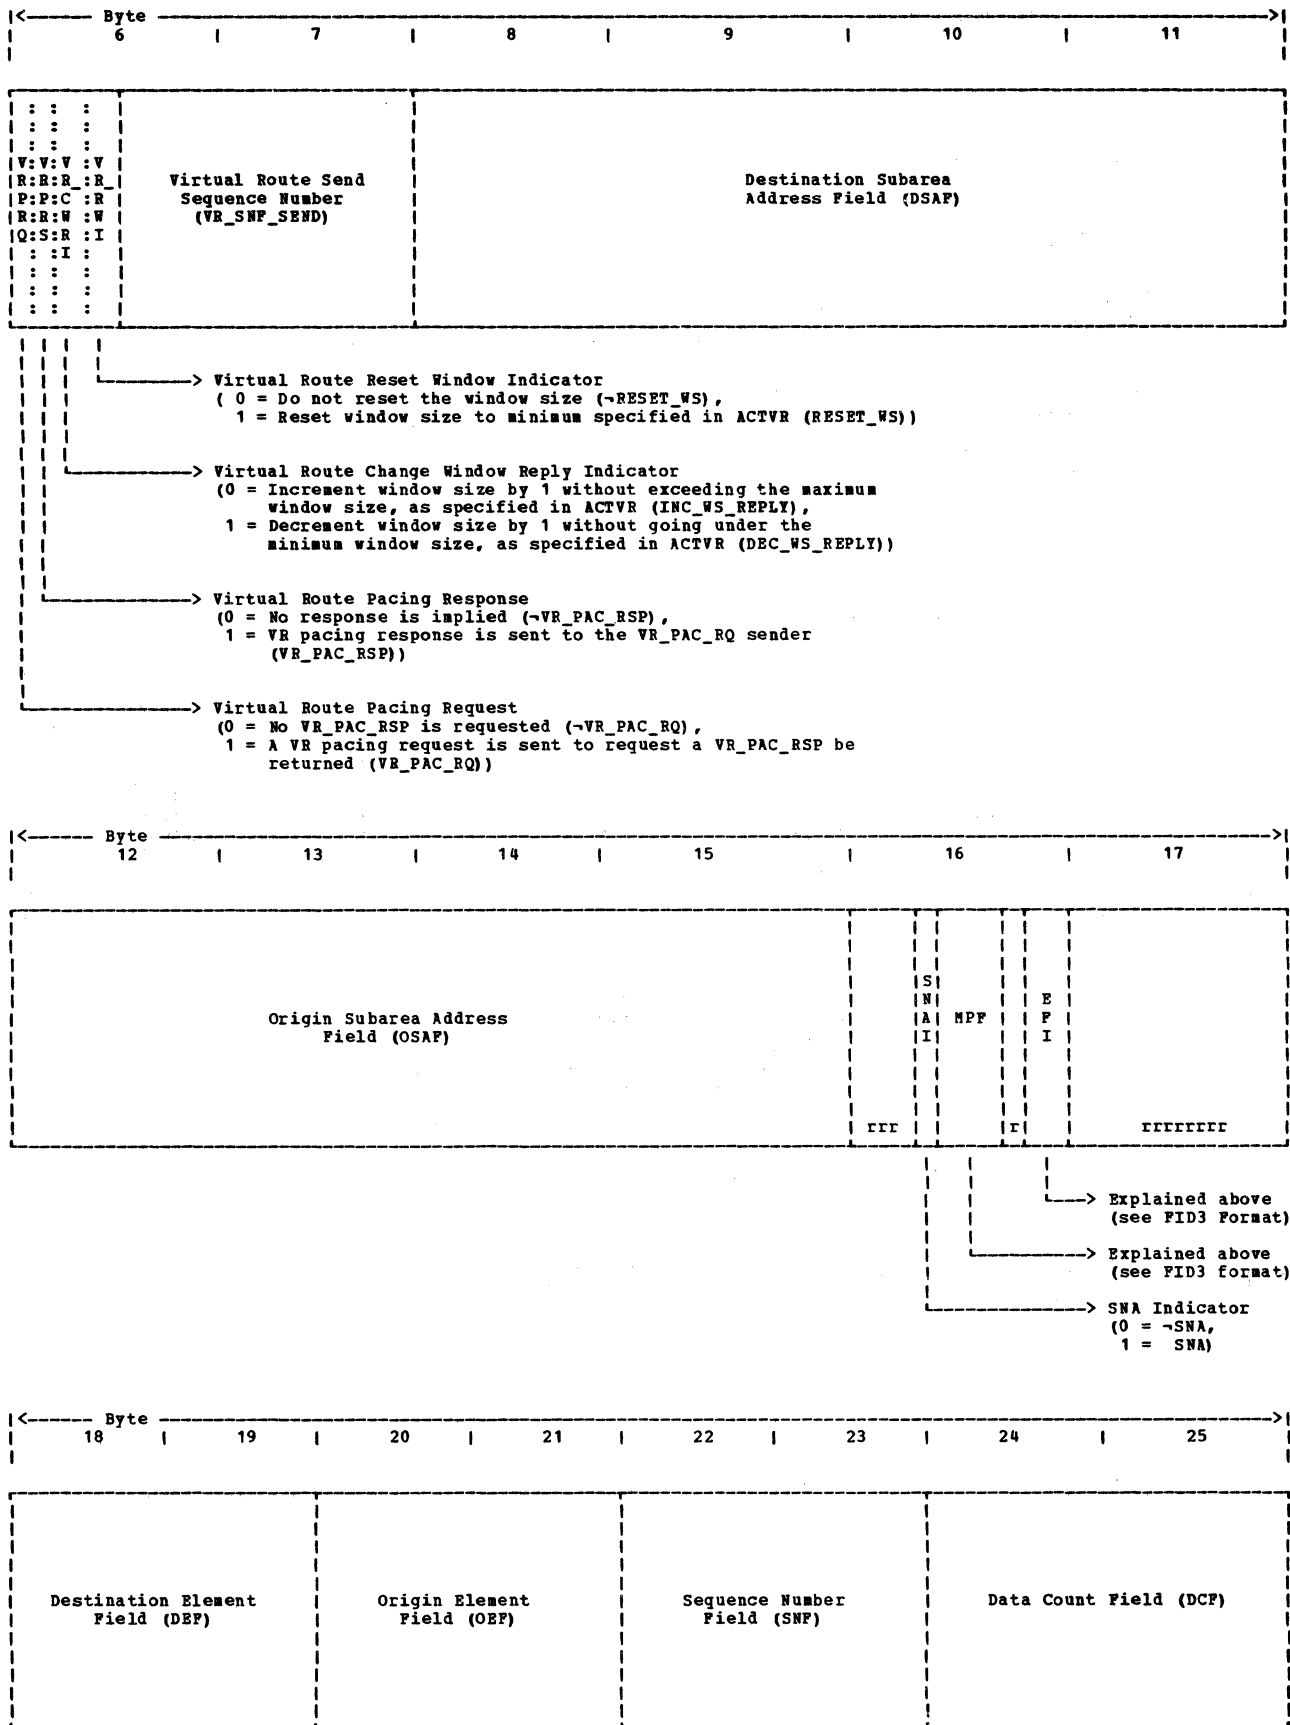 |<------ Byte ------>|
6 | 7 | 8 | 9 | 10 | 11
V:V:V :V
R:R:R_:R_
P:P:C :R
R:R:W :W
Q:S:R :I
: :I :
Virtual Route Send
Sequence Number
(VR_SNF_SEND)
Destination Subarea
Address Field (DSAF)
> Virtual Route Reset Window Indicator
( 0 = Do not reset the window size (¬RESET_WS),
1 = Reset window size to minimum specified in ACTVR (RESET_WS))
> Virtual Route Change Window Reply Indicator
(0 = Increment window size by 1 without exceeding the maximum
window size, as specified in ACTVR (INC_WS_REPLY),
1 = Decrement window size by 1 without going under the
minimum window size, as specified in ACTVR (DEC_WS_REPLY))
> Virtual Route Pacing Response
(0 = No response is implied (¬VR_PAC_RSP),
1 = VR pacing response is sent to the VR_PAC_RQ sender
(VR_PAC_RSP))
> Virtual Route Pacing Request
(0 = No VR_PAC_RSP is requested (¬VR_PAC_RQ),
1 = A VR pacing request is sent to request a VR_PAC_RSP be
returned (VR_PAC_RQ))
|<------ Byte ------>|
12 | 13 | 14 | 15 | 16 | 17
Origin Subarea Address
Field (OSAF)
rrr
SNAI
MPF
r
EFI
rrrrrrrr
> Explained above
(see FID3 Format)
> Explained above
(see FID3 format)
> SNA Indicator
(0 = ¬SNA,
1 = SNA)
|<------ Byte ------>|
18 | 19 | 20 | 21 | 22 | 23 | 24 | 25
Destination Element
Field (DEF)
Origin Element
Field (OEF)
Sequence Number
Field (SNF)
Data Count Field (DCF)